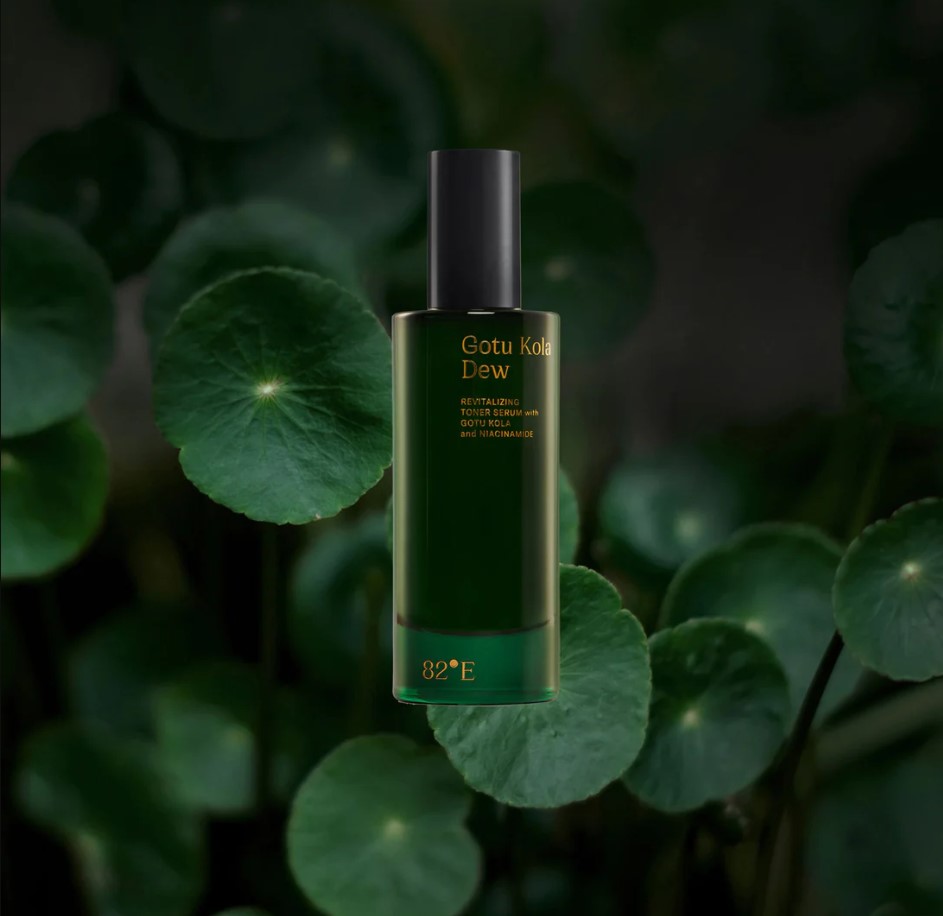 Gotu Kola
Dew
REVITALIZING
TONER SERUM with
GOTU KOLA
and NIACINAMIDE
82°E